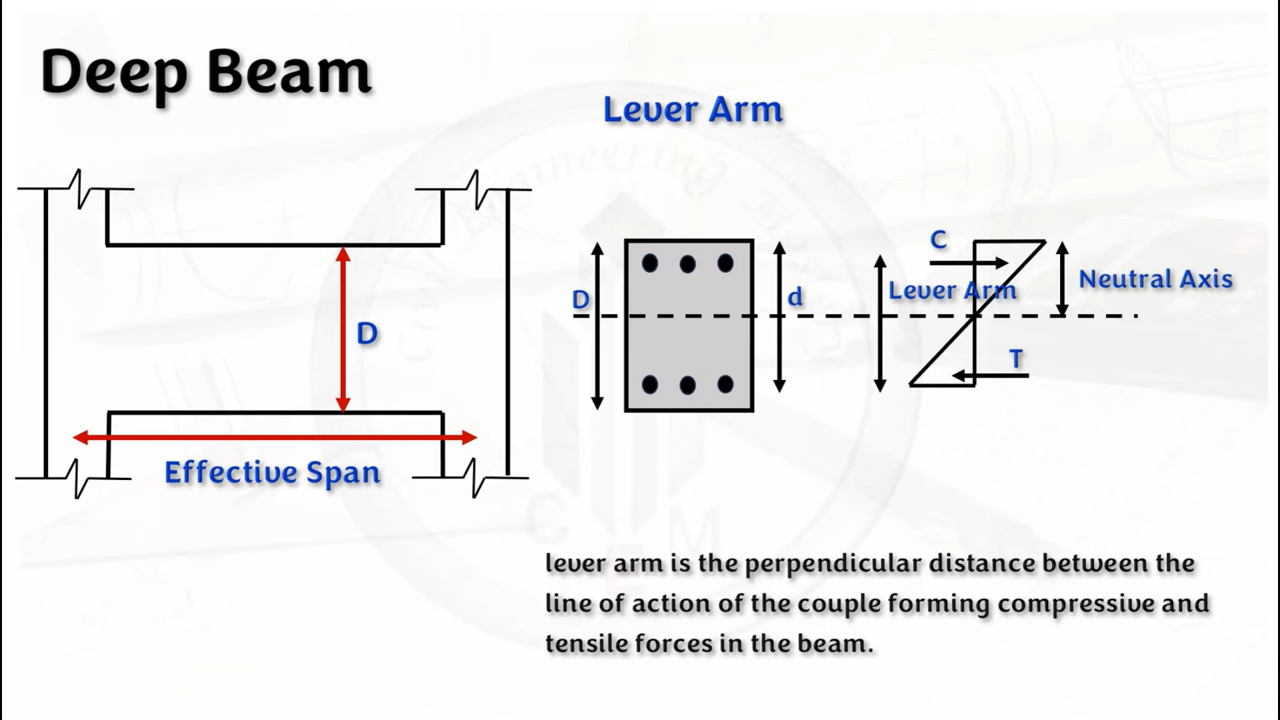 Deep Beam
Lever Arm
D
Effective Span
D
d
C
Lever Arm
Neutral Axis
T
Engineering
C
M
lever arm is the perpendicular distance between the
line of action of the couple forming compressive and
tensile forces in the beam.